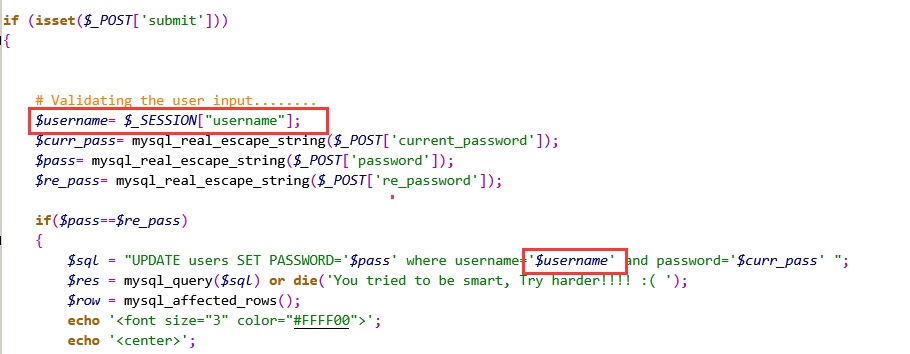 if (isset($_POST['submit']))
{
# Validating the user input........
$username= $_SESSION["username"];
$curr_pass= mysql_real_escape_string($_POST['current_password']);
$pass= mysql_real_escape_string($_POST['password']);
$re_pass= mysql_real_escape_string($_POST['re_password']);
if($pass==$re_pass)
{
$sql = "UPDATE users SET PASSWORD='$pass' where username='$username' and password='$curr_pass' ";
$res = mysql_query($sql) or die('You tried to be smart, Try harder!!!! :( ');
$row = mysql_affected_rows();
echo '<font size="3" color="#FFFF00">';
echo '<center>';